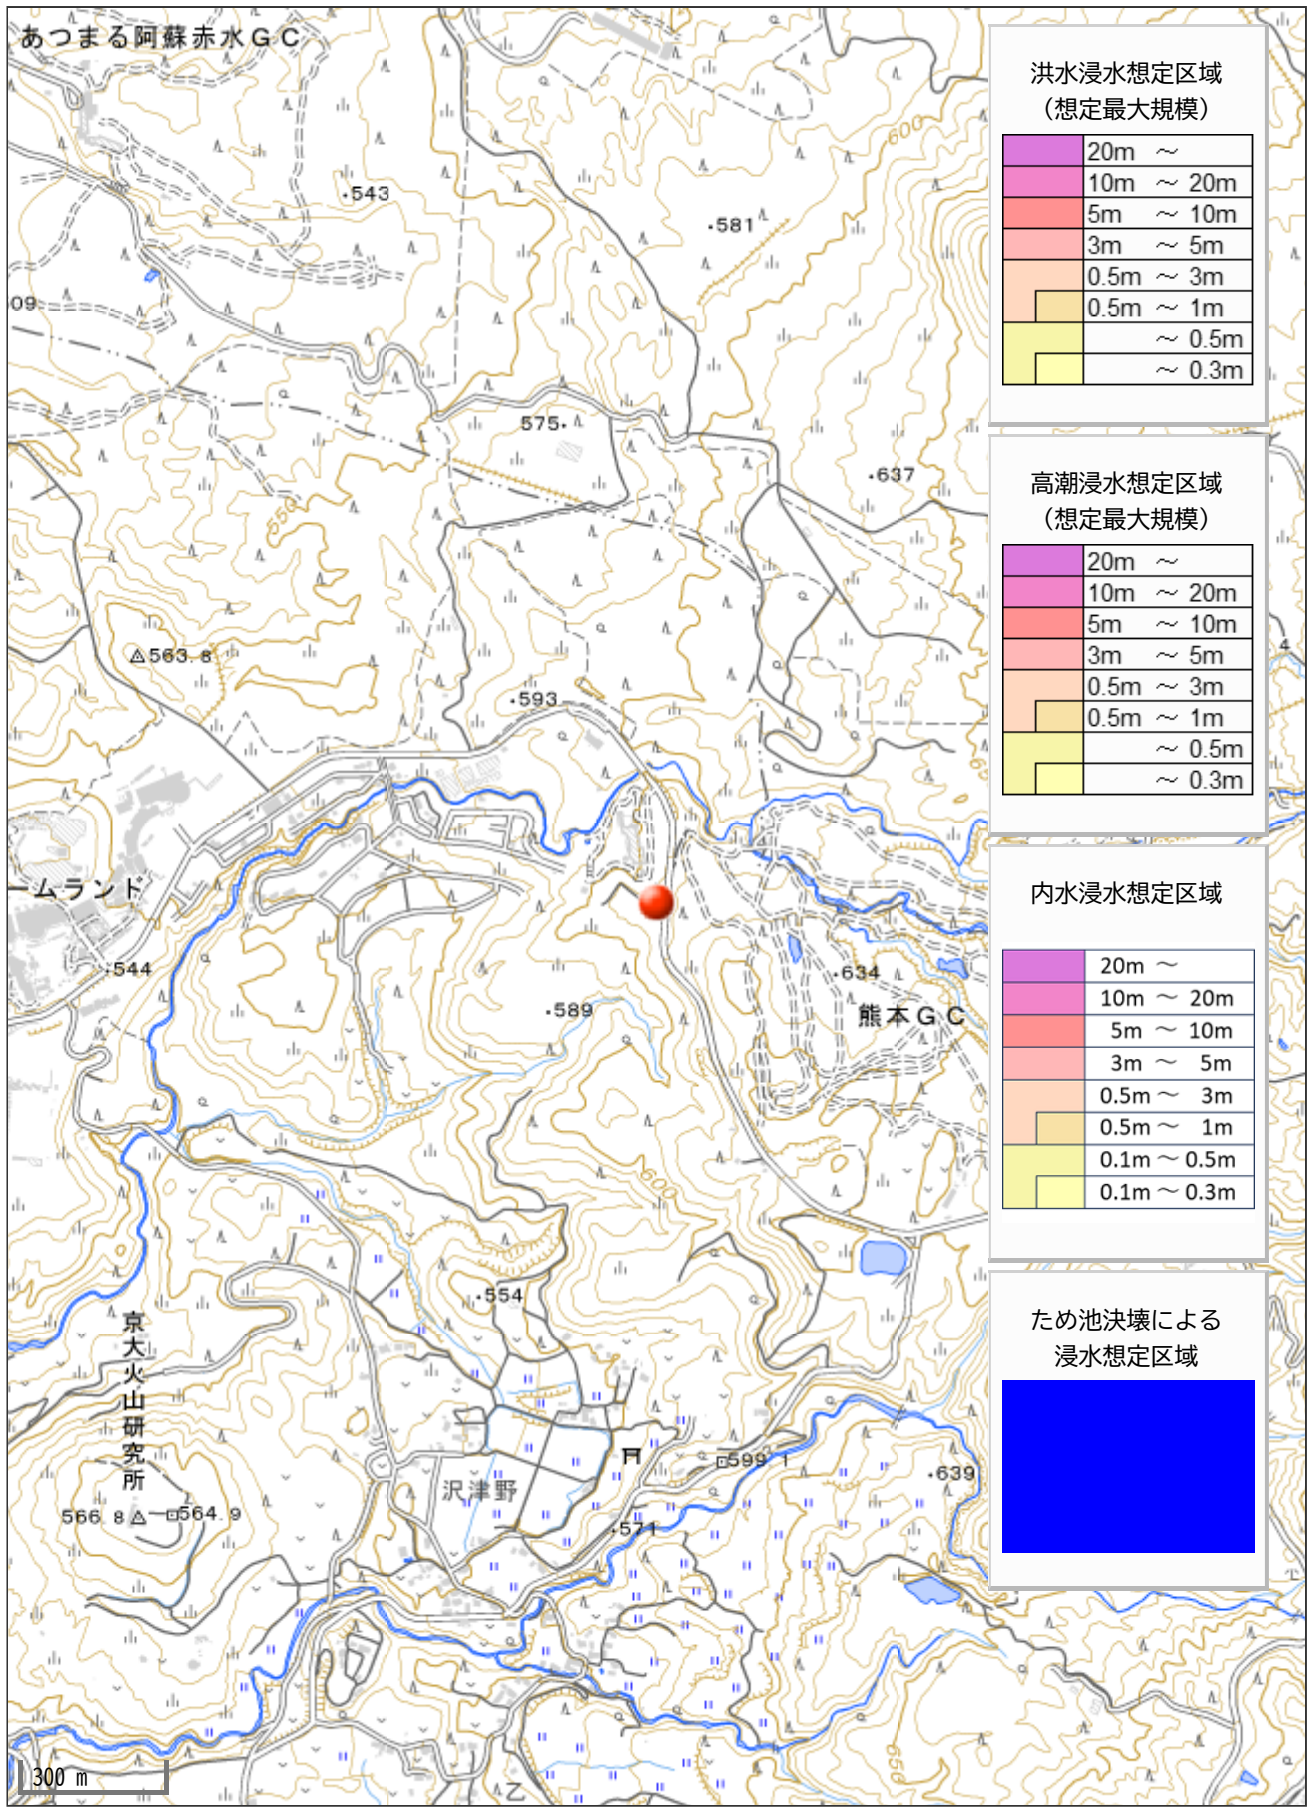 あつまる阿蘇赤水ＧＣ
600
・543
・581
09
575・
・637
550
△563.8
・593
ームランド
・544
・634
熊本ＧＣ
・589
600
・554
京大火山研究所
599.1
・639
沢津野
566.8
564.9
・571
650
乙
4
300 m
洪水浸水想定区域
（想定最大規模）
20m ～
10m ～ 20m
5m ～ 10m
3m ～ 5m
0.5m ～ 3m
0.5m ～ 1m
～ 0.5m
～ 0.3m
高潮浸水想定区域
（想定最大規模）
20m ～
10m ～ 20m
5m ～ 10m
3m ～ 5m
0.5m ～ 3m
0.5m ～ 1m
～ 0.5m
～ 0.3m
内水浸水想定区域
20m ～
10m ～ 20m
5m ～ 10m
3m ～ 5m
0.5m ～ 3m
0.5m ～ 1m
0.1m ～ 0.5m
0.1m ～ 0.3m
ため池決壊による
浸水想定区域